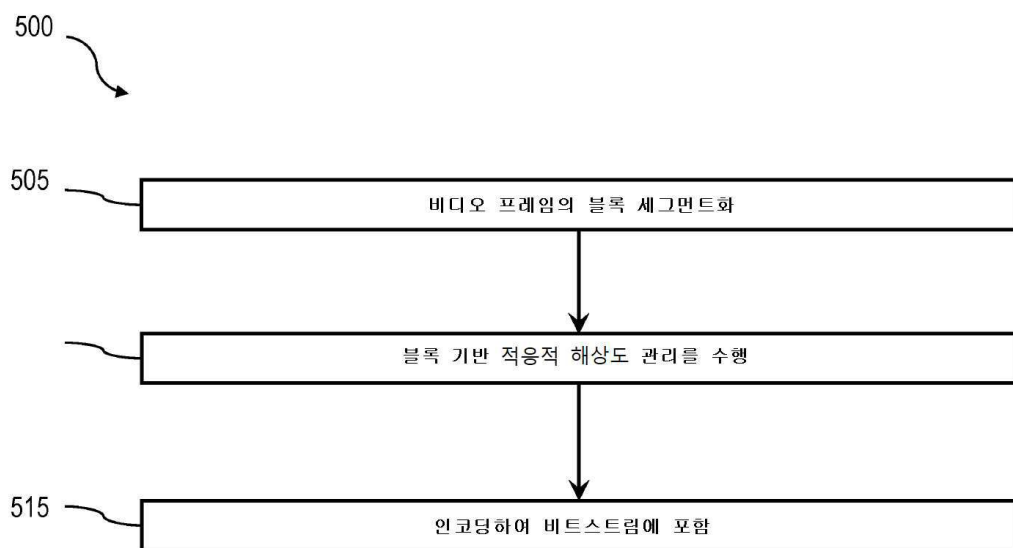 500
505
비디오 프레임의 블록 세그먼트화
블록 기반 적응적 해상도 관리를 수행
515
인코딩하여 비트스트림에 포함